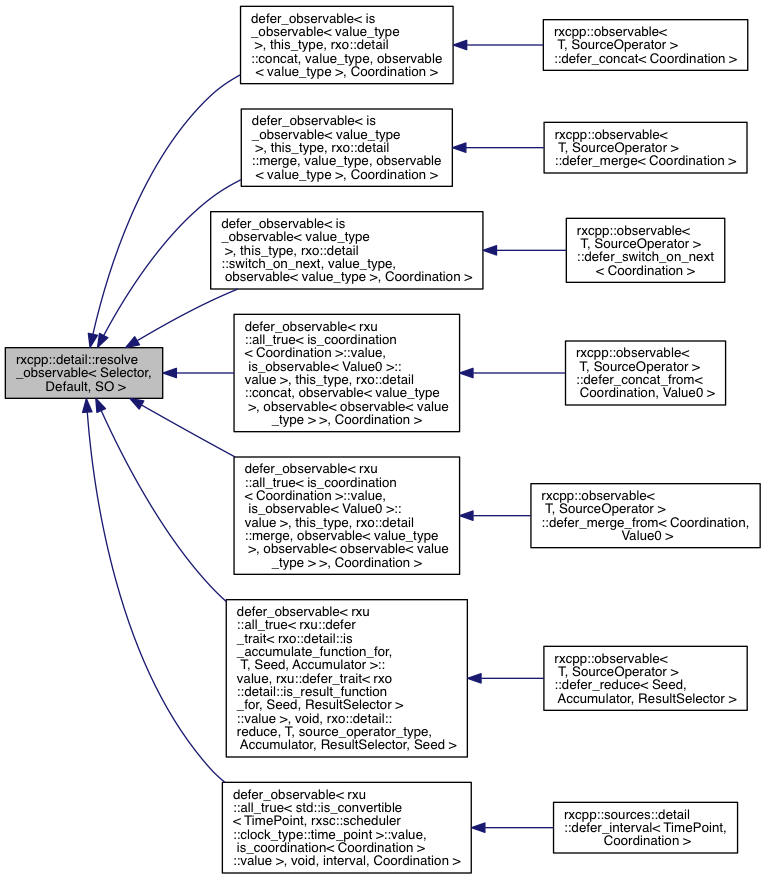 defer_observable< is
_observable< value_type
>, this_type, rxo::detail
::concat, value_type, observable
< value_type >, Coordination >
rxcpp::observable<
T, SourceOperator >
::defer_concat< Coordination >
defer_observable< is
_observable< value_type
>, this_type, rxo::detail
::merge, value_type, observable
< value_type >, Coordination >
rxcpp::observable<
T, SourceOperator >
::defer_merge< Coordination >
defer_observable< is
_observable< value_type
>, this_type, rxo::detail
::switch_on_next, value_type,
observable< value_type >, Coordination >
rxcpp::observable<
T, SourceOperator >
::defer_switch_on_next
< Coordination >
rxcpp::detail::resolve
_observable< Selector,
Default, SO >
defer_observable< rxu
::all_true< is_coordination
< Coordination >::value,
is_observable< Value0 >::
value >, this_type, rxo::detail
::concat, observable< value_type
>, observable< observable< value
_type > >, Coordination >
rxcpp::observable<
T, SourceOperator >
::defer_concat_from<
Coordination, Value0 >
defer_observable< rxu
::all_true< is_coordination
< Coordination >::value,
is_observable< Value0 >::
value >, this_type, rxo::detail
::merge, observable< value_type
>, observable< observable< value
_type > >, Coordination >
rxcpp::observable<
T, SourceOperator >
::defer_merge_from< Coordination,
Value0 >
defer_observable< rxu
::all_true< rxu::defer
_trait< rxo::detail::is
_accumulate_function_for,
T, Seed, Accumulator >::
value, rxu::defer_trait< rxo
::detail::is_result_function
_for, Seed, ResultSelector >
::value >, void, rxo::detail::
reduce, T, source_operator_type,
Accumulator, ResultSelector, Seed >
rxcpp::observable<
T, SourceOperator >
::defer_reduce< Seed,
Accumulator, ResultSelector >
defer_observable< rxu
::all_true< std::is_convertible
< TimePoint, rxsc::scheduler
::clock_type::time_point >::value,
is_coordination< Coordination >
::value >, void, interval, Coordination >
rxcpp::sources::detail
::defer_interval< TimePoint,
Coordination >